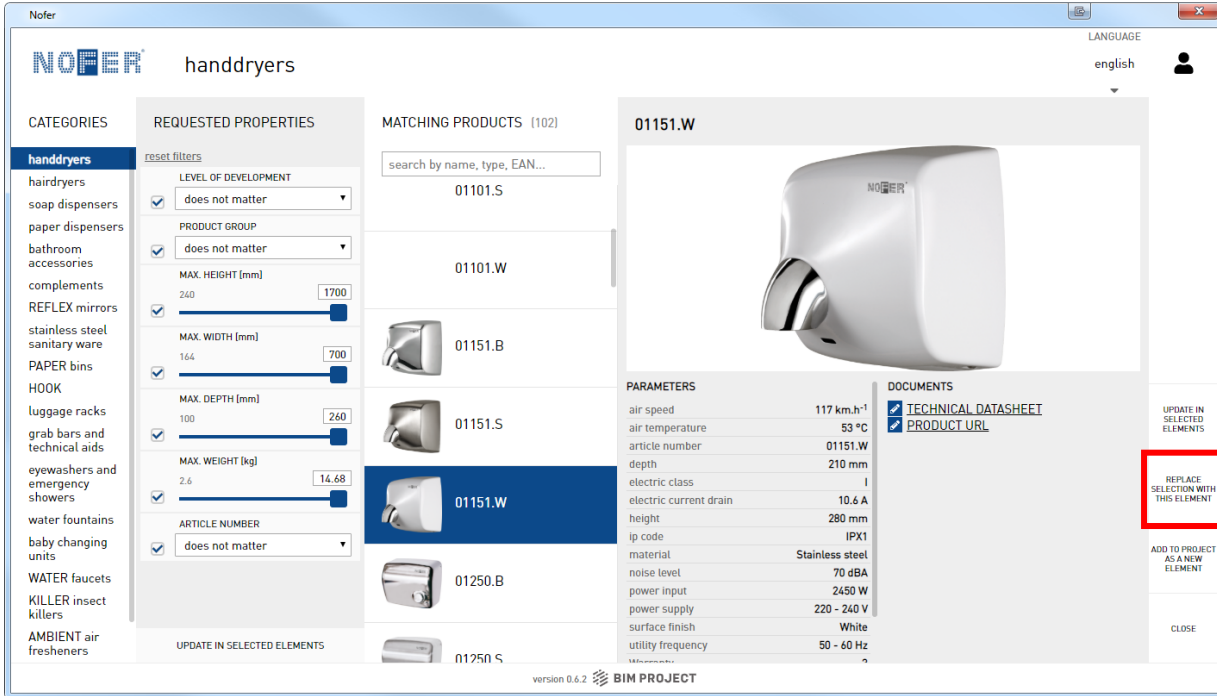 Nofer
NOFER®
handdryers
LANGUAGE
english
CATEGORIES
handdryers
hairdryers
soap dispensers
paper dispensers
bathroom
accessories
complements
REFLEX mirrors
stainless steel
sanitary ware
PAPER bins
HOOK
luggage racks
grab bars and
technical aids
eyewashers and
emergency
showers
water fountains
baby changing
units
WATER faucets
KILLER insect
killers
AMBIENT air
fresheners
REQUESTED PROPERTIES
reset filters
LEVEL OF DEVELOPMENT
does not matter
PRODUCT GROUP
does not matter
MAX. HEIGHT [mm]
240 1700
MAX. WIDTH [mm]
164 700
MAX. DEPTH [mm]
100 260
MAX. WEIGHT [kg]
2.6 14.68
ARTICLE NUMBER
does not matter
UPDATE IN SELECTED ELEMENTS
MATCHING PRODUCTS (102)
search by name, type, EAN...
01101.S
01101.W
01151.B
01151.S
01151.W
01250.B
01250.S
01151.W
NOFER®
PARAMETERS
air speed 117 km.h-1
air temperature 53 °C
article number 01151.W
depth 210 mm
electric class I
electric current drain 10.6 A
height 280 mm
ip code IPX1
material Stainless steel
noise level 70 dBA
power input 2450 W
power supply 220 - 240 V
surface finish White
utility frequency 50 - 60 Hz
Warranty 2
DOCUMENTS
TECHNICAL DATASHEET
PRODUCT URL
UPDATE IN
SELECTED
ELEMENTS
REPLACE
SELECTION WITH
THIS ELEMENT
ADD TO PROJECT
AS A NEW
ELEMENT
CLOSE
version 0.6.2 BIM PROJECT